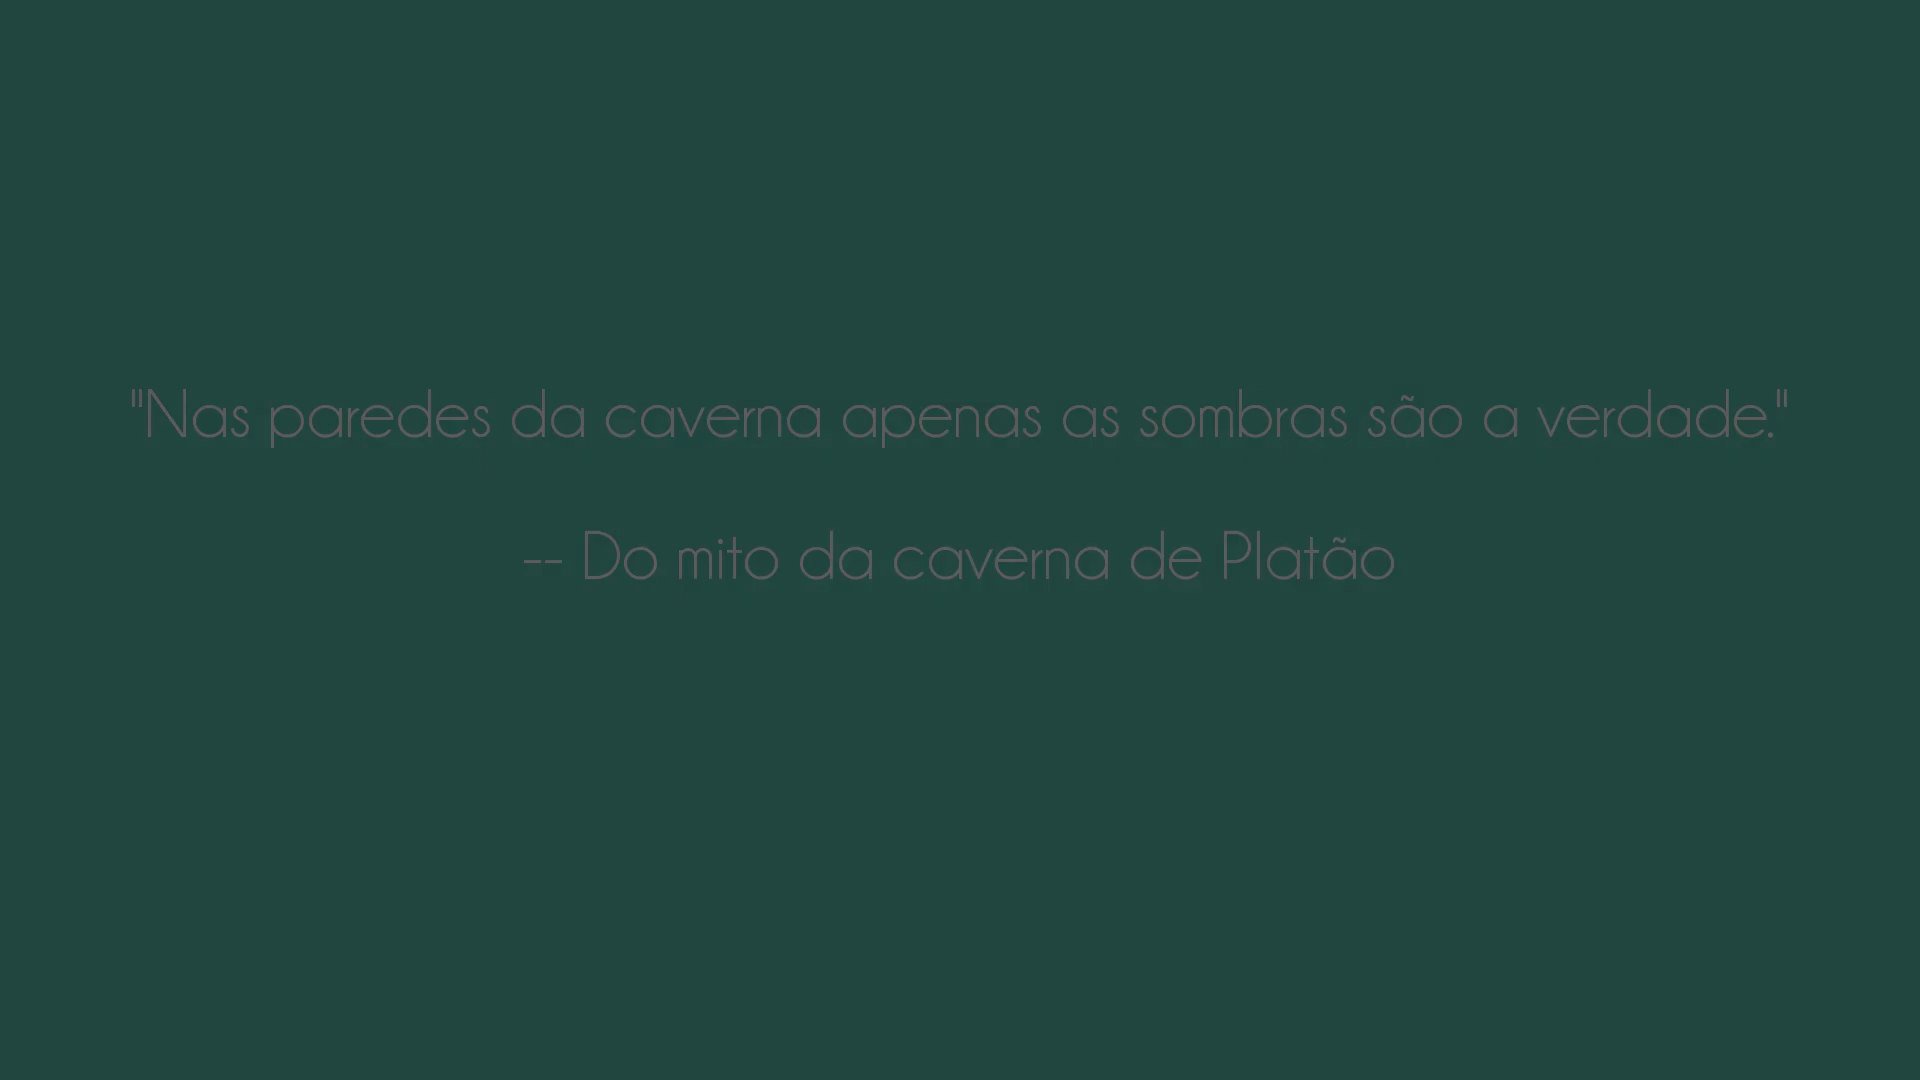 "Nas paredes da caverna apenas as sombras são a verdade."
-- Do mito da caverna de Platão